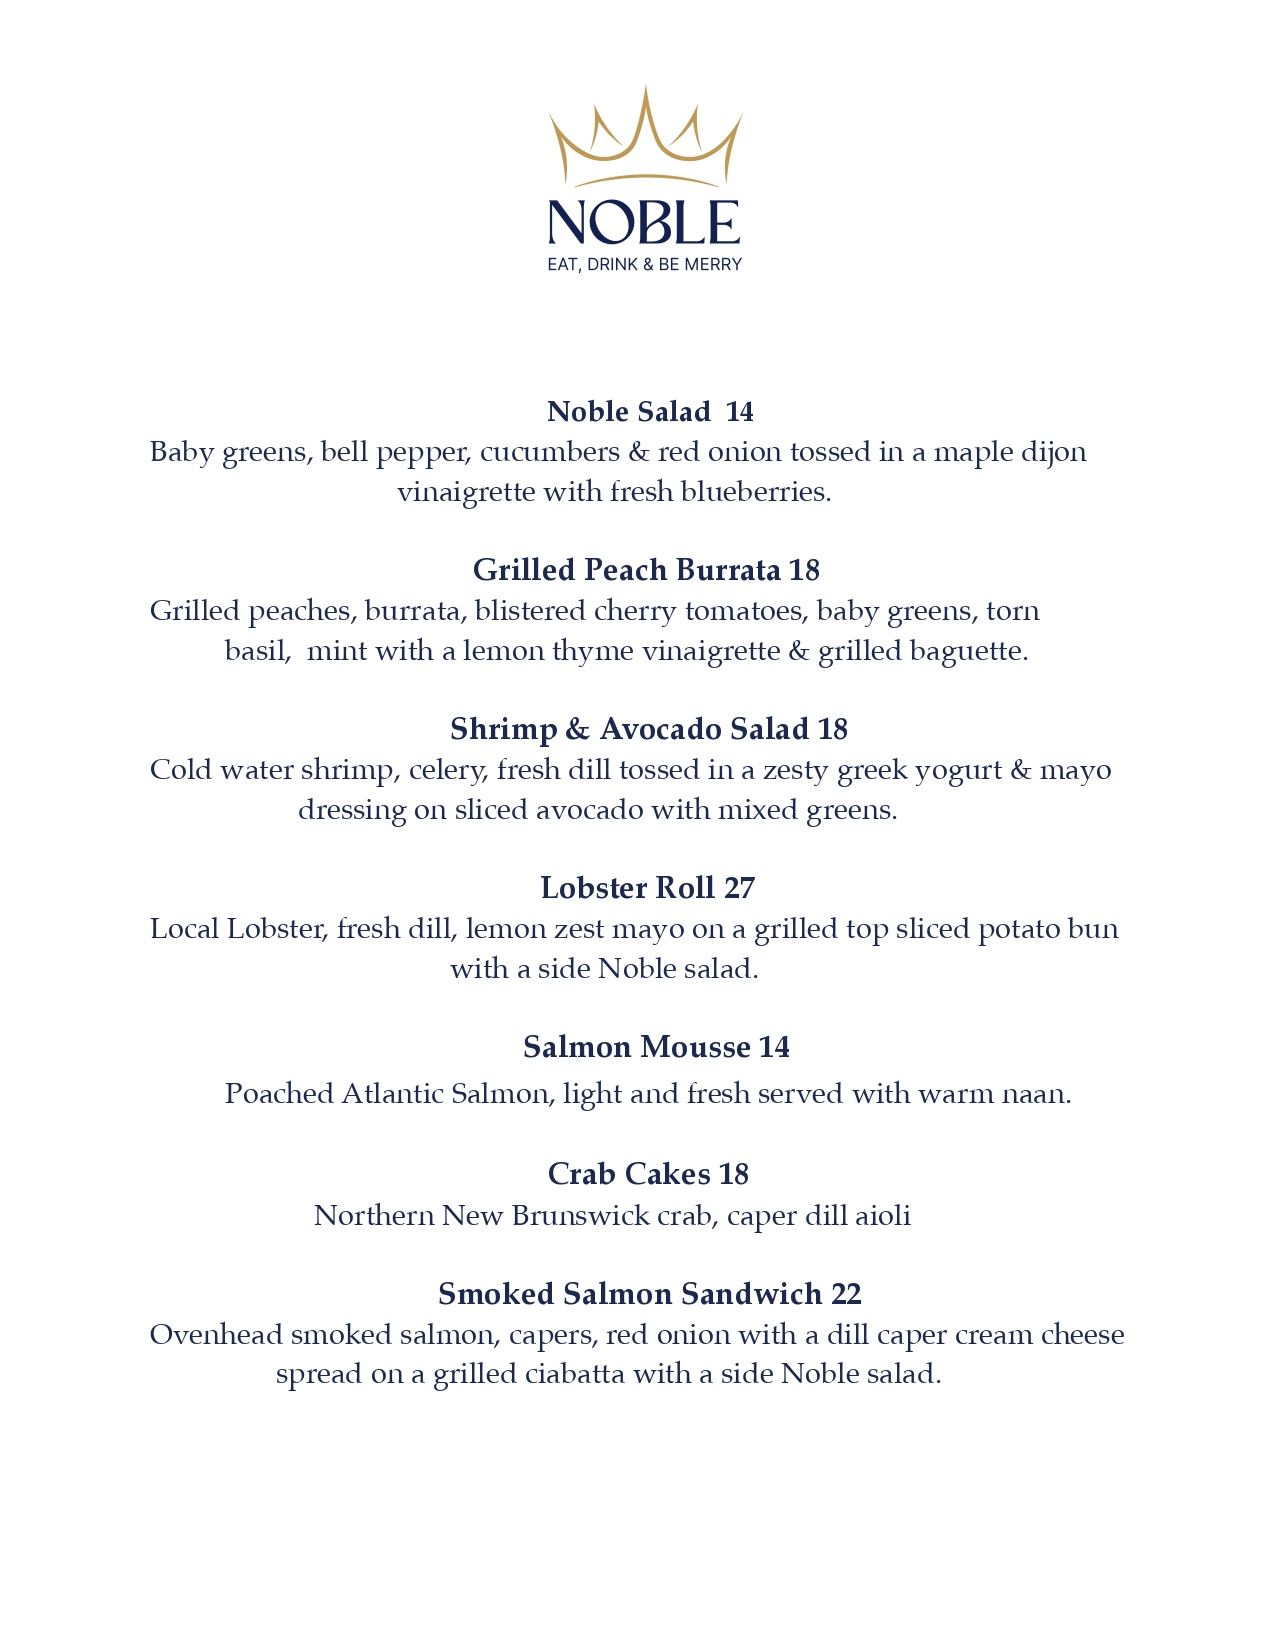 NOBLE
EAT, DRINK & BE MERRY
Noble Salad  14
Baby greens, bell pepper, cucumbers & red onion tossed in a maple dijon
vinaigrette with fresh blueberries.
Grilled Peach Burrata 18
Grilled peaches, burrata, blistered cherry tomatoes, baby greens, torn
basil,  mint with a lemon thyme vinaigrette & grilled baguette.
Shrimp & Avocado Salad 18
Cold water shrimp, celery, fresh dill tossed in a zesty greek yogurt & mayo
dressing on sliced avocado with mixed greens.
Lobster Roll 27
Local Lobster, fresh dill, lemon zest mayo on a grilled top sliced potato bun
with a side Noble salad.
Salmon Mousse 14
Poached Atlantic Salmon, light and fresh served with warm naan.
Crab Cakes 18
Northern New Brunswick crab, caper dill aioli
Smoked Salmon Sandwich 22
Ovenhead smoked salmon, capers, red onion with a dill caper cream cheese
spread on a grilled ciabatta with a side Noble salad.